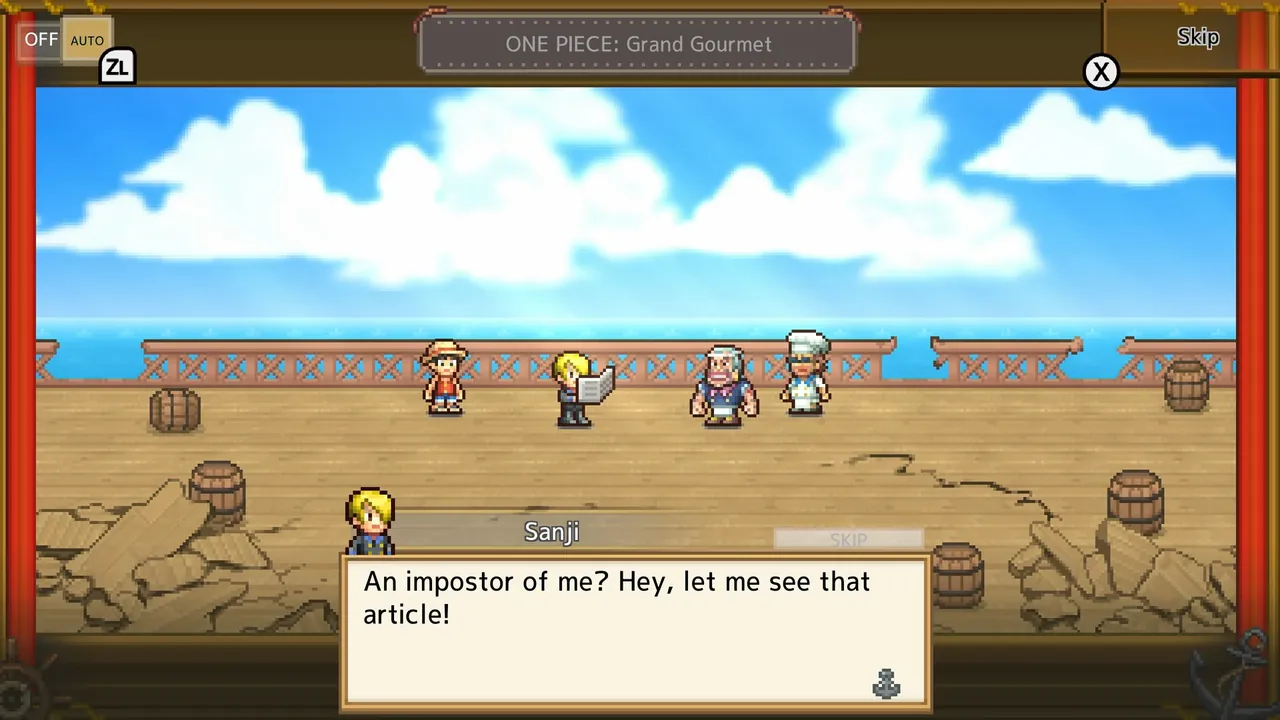 OFF AUTO
ZL
ONE PIECE: Grand Gourmet
Skip
X
Sanji
SKIP
An impostor of me? Hey, let me see that
article!